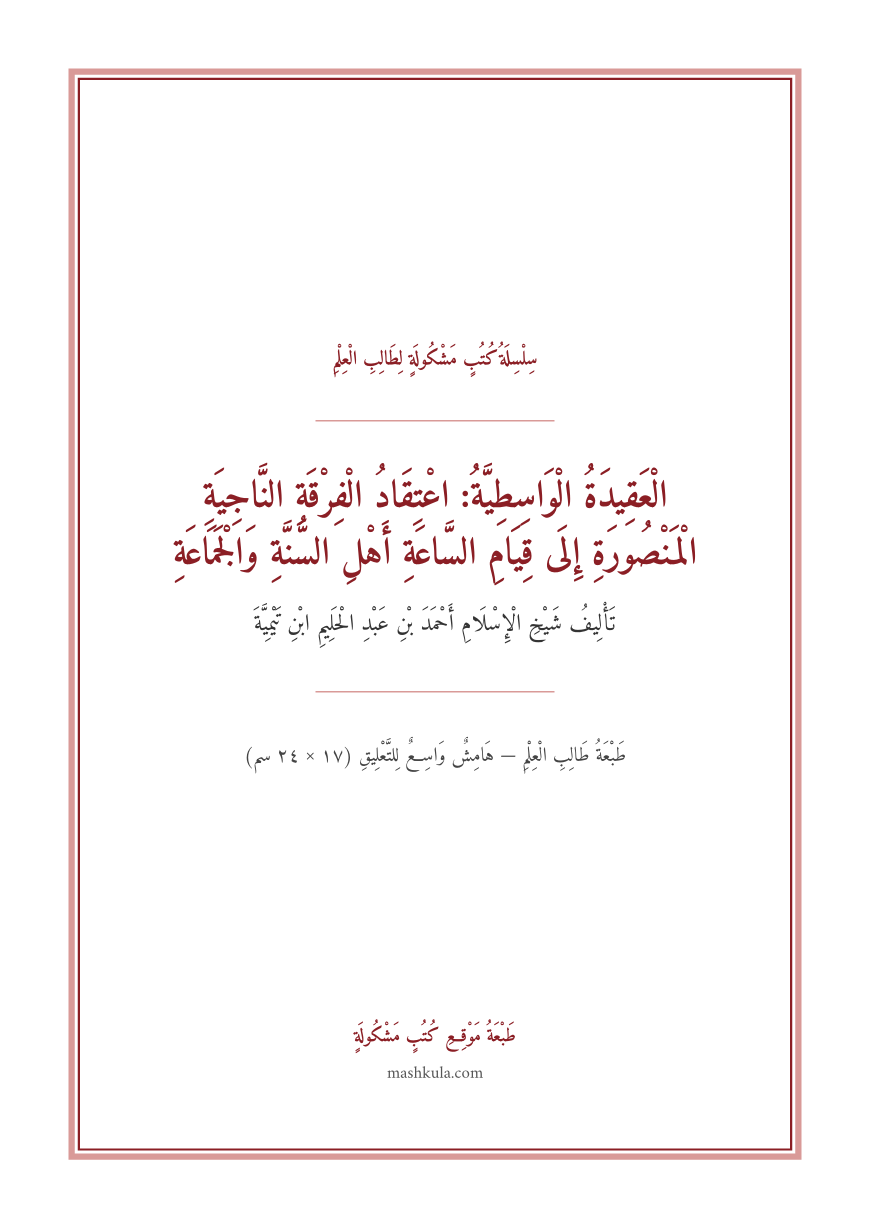 سِلْسِلَةُ كُتُبٍ مَشْكُولَةٍ لِطَالِبِ الْعِلْمِ
الْعَقِيدَةُ الْوَاسِطِيَّةُ: اعْتِقَادُ الْفِرْقَةِ النَّاجِيَةِ
الْمَنْصُورَةِ إِلَى قِيَامِ السَّاعَةِ أَهْلِ السُّنَّةِ وَالْجَمَاعَةِ
تَأْلِيفُ شَيْخِ الْإِسْلَامِ أَحْمَدَ بْنِ عَبْدِ الْحَلِيمِ ابْنِ تَيْمِيَّةَ
طَبْعَةُ طَالِبِ الْعِلْمِ — هَامِشٌ وَاسِعٌ لِلتَّعْلِيقِ (١٧ × ٢٤ سم)
طَبْعَةُ مَوْقِعِ كُتُبٍ مَشْكُولَةٍ
mashkula.com